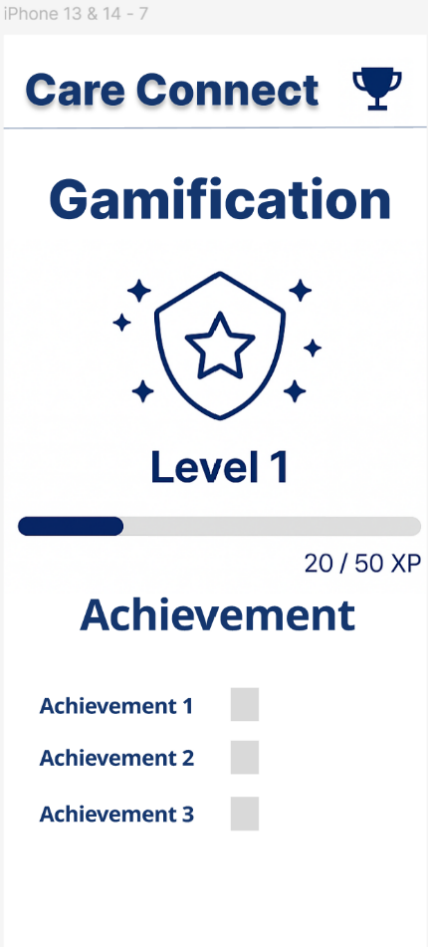 iPhone 13 & 14 - 7
Care Connect
Gamification
Level 1
20 / 50 XP
Achievement
Achievement 1
Achievement 2
Achievement 3